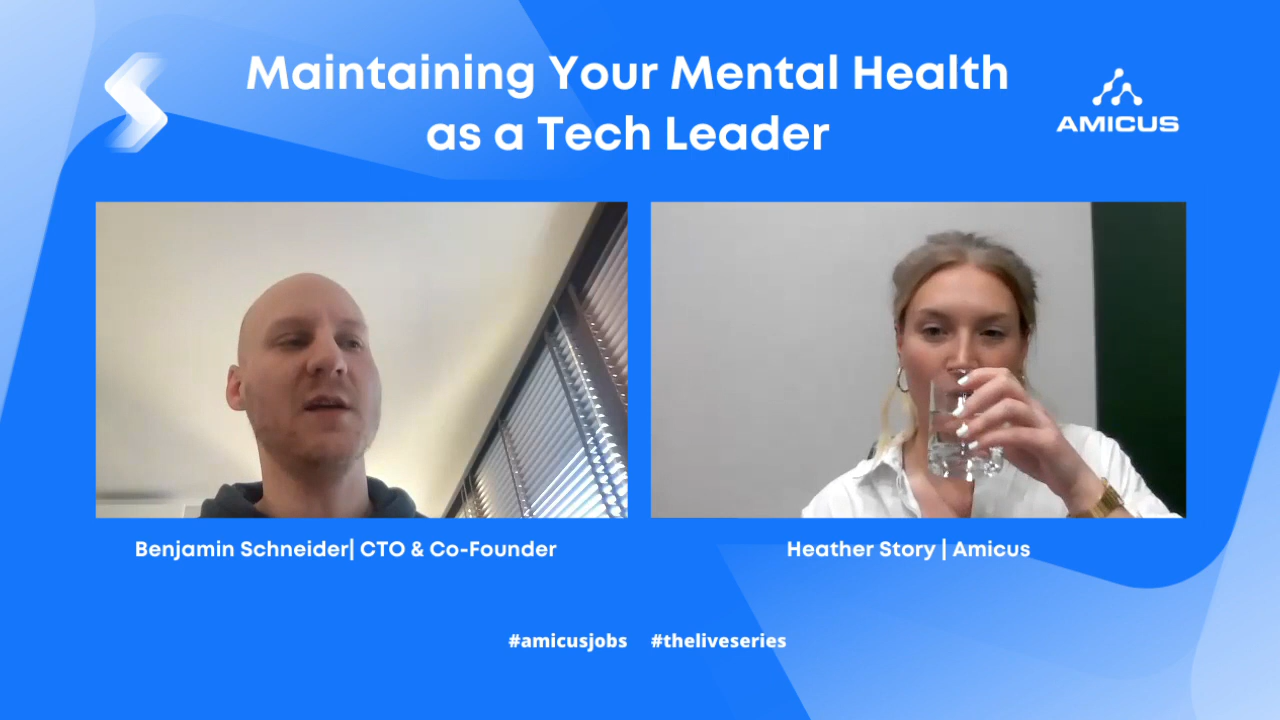 Maintaining Your Mental Health
as a Tech Leader
AMICUS
Benjamin Schneider| CTO & Co-Founder
Heather Story | Amicus
#amicusjobs #theliveseries